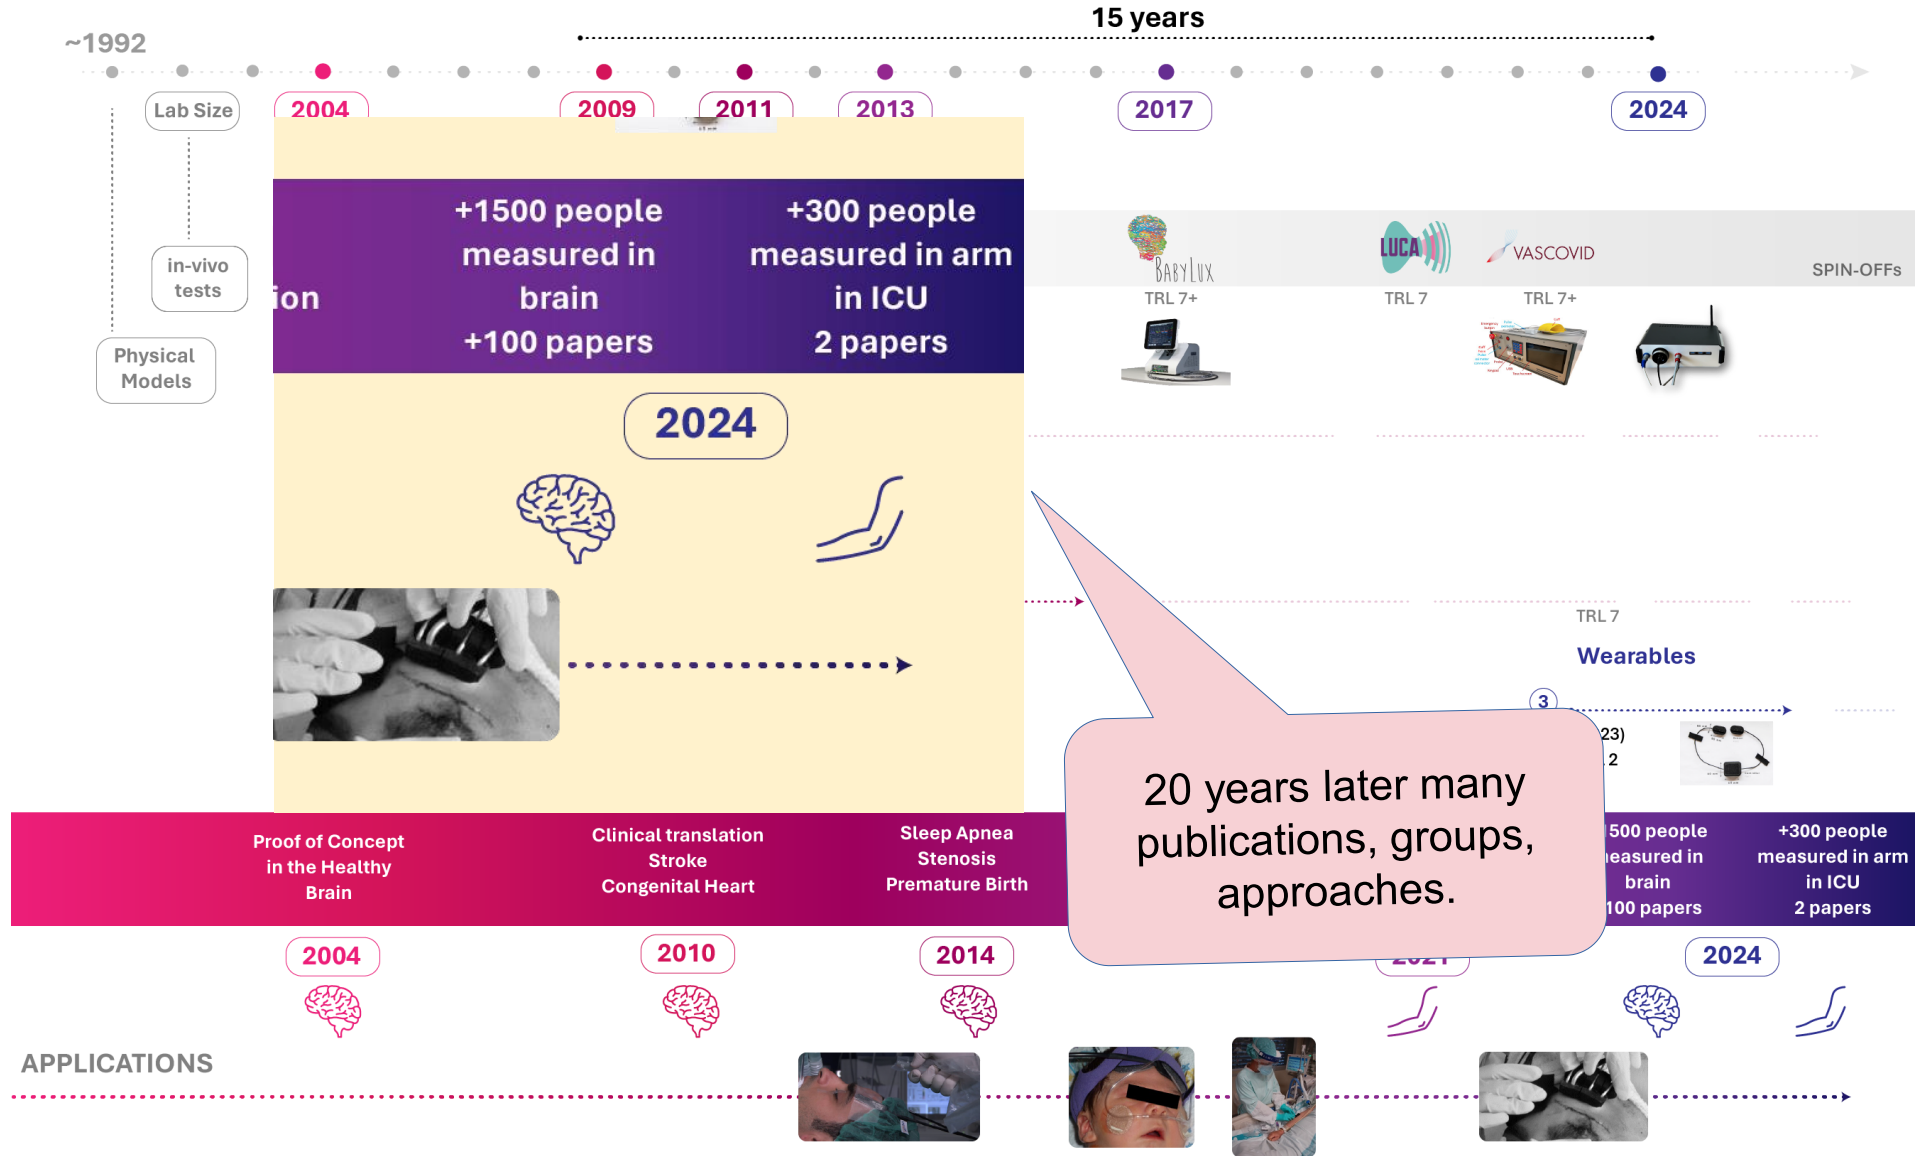 15 years
~1992
Lab Size
2004
2009
2011
2013
2017
2024
in-vivo
tests
Physical
Models
ion
+1500 people
measured in
brain
+100 papers
+300 people
measured in arm
in ICU
2 papers
2024
BABYLUX
TRL 7+
LUCA
TRL 7
VASCOVID
TRL 7+
SPIN-OFFs
TRL 7
Wearables
3
23)
2
20 years later many
publications, groups,
approaches.
Proof of Concept
in the Healthy
Brain
Clinical translation
Stroke
Congenital Heart
Sleep Apnea
Stenosis
Premature Birth
500 people
easured in
brain
100 papers
+300 people
measured in arm
in ICU
2 papers
2004
2010
2014
2021
2024
APPLICATIONS